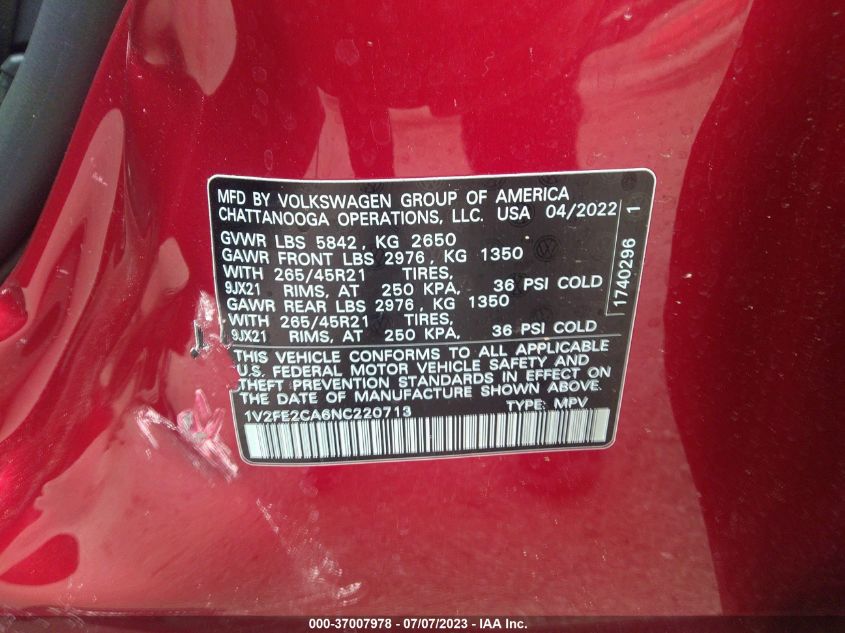 MFD BY VOLKSWAGEN GROUP OF AMERICA
CHATTANOOGA OPERATIONS, LLC. USA 04/2022
GVWR LBS 5842, KG 2650
GAWR FRONT LBS 2976, KG 1350
WITH 265/45R21 TIRES,
9JX21 RIMS, AT 250 KPA, 36 PSI COLD
GAWR REAR LBS 2976, KG 1350
WITH 265/45R21 TIRES,
9JX21 RIMS, AT 250 KPA, 36 PSI COLD
THIS VEHICLE CONFORMS TO ALL APPLICABLE
U.S. FEDERAL MOTOR VEHICLE SAFETY AND
THEFT PREVENTION STANDARDS IN EFFECT ON
THE DATE OF MANUFACTURE SHOWN ABOVE.
1V2FE2CA6NC220713 TYPE: MPV
1740296 1
000-37007978 - 07/07/2023 - IAA Inc.